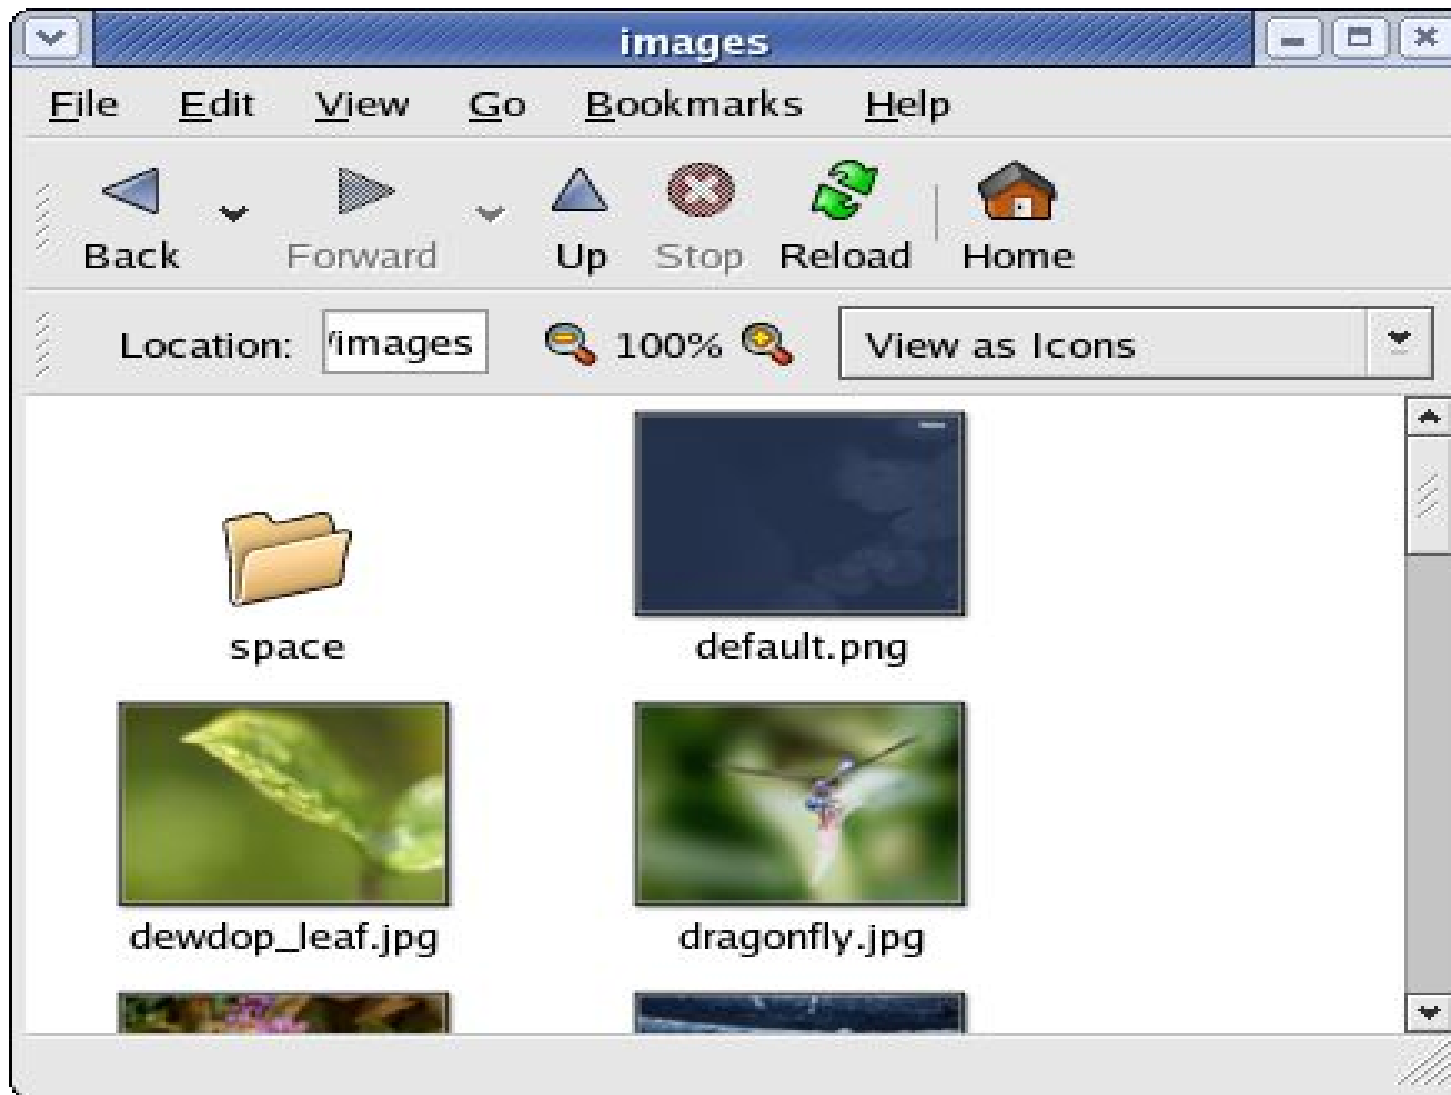 images
File Edit View Go Bookmarks Help
Back Forward Up Stop Reload Home
Location: /images 100% View as Icons
space default.png
dewdop_leaf.jpg dragonfly.jpg